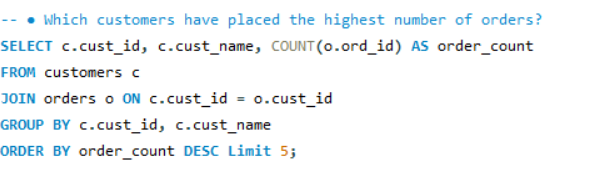 -- • Which customers have placed the highest number of orders?
SELECT c.cust_id, c.cust_name, COUNT(o.ord_id) AS order_count
FROM customers c
JOIN orders o ON c.cust_id = o.cust_id
GROUP BY c.cust_id, c.cust_name
ORDER BY order_count DESC Limit 5;